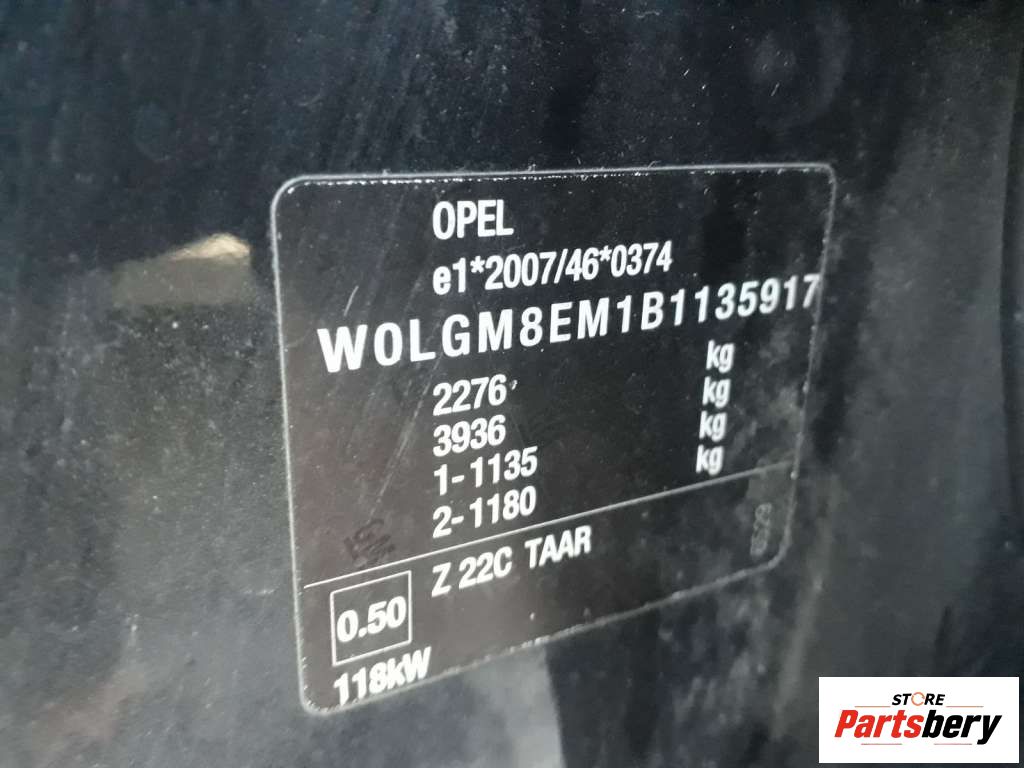 OPEL
e1*2007/46*0374
W0LGM8EM1B1135917
2276 kg
3936 kg
1-1135 kg
2-1180 kg
Z 22C TAAR
0.50
118kW
STORE
Partsbery